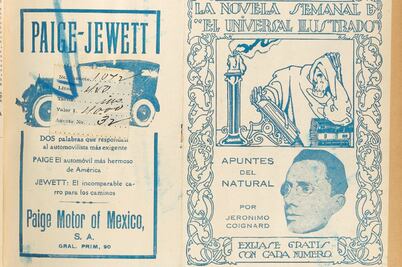 PAIGE-JEWETT
1072
32
DOS palabras que responden
al automovilista más exigente
PAIGE El automóvil más hermoso
de América
JEWETT: El incomparable ca-
rro para los caminos
Paige Motor of Mexico,
S. A.
GRAL. PRIM, 90
LA NOVELA SEMANAL DE
"EL UNIVERSAL ILUSTRADO"
APUNTES
DEL
NATURAL
POR
JERONIMO
COIGNARD
EXIJASE GRATIS
CON CADA NUMERO